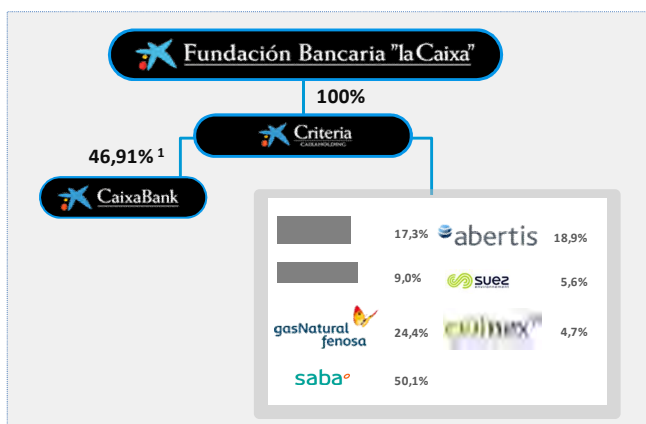 Fundación Bancaria "la Caixa"
100%
Criteria
CAIXAHOLDING
46,91% 1
CaixaBank
17,3% abertis 18,9%
9,0% suez 5,6%
gasNatural
fenosa 24,4% 4,7%
saba 50,1%